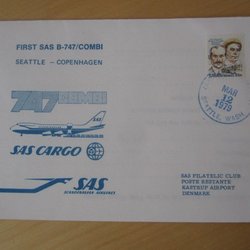 FIRST SAS B-747/COMBI
SEATTLE - COPENHAGEN
747 COMBI
SAS CARGO
SAS
SCANDINAVIAN AIRLINES
MAR
12
1979
SEATTLE, WASH.
SAS FILATELIC CLUB
POSTE RESTANTE
KASTRUP AIRPORT
DENMARK